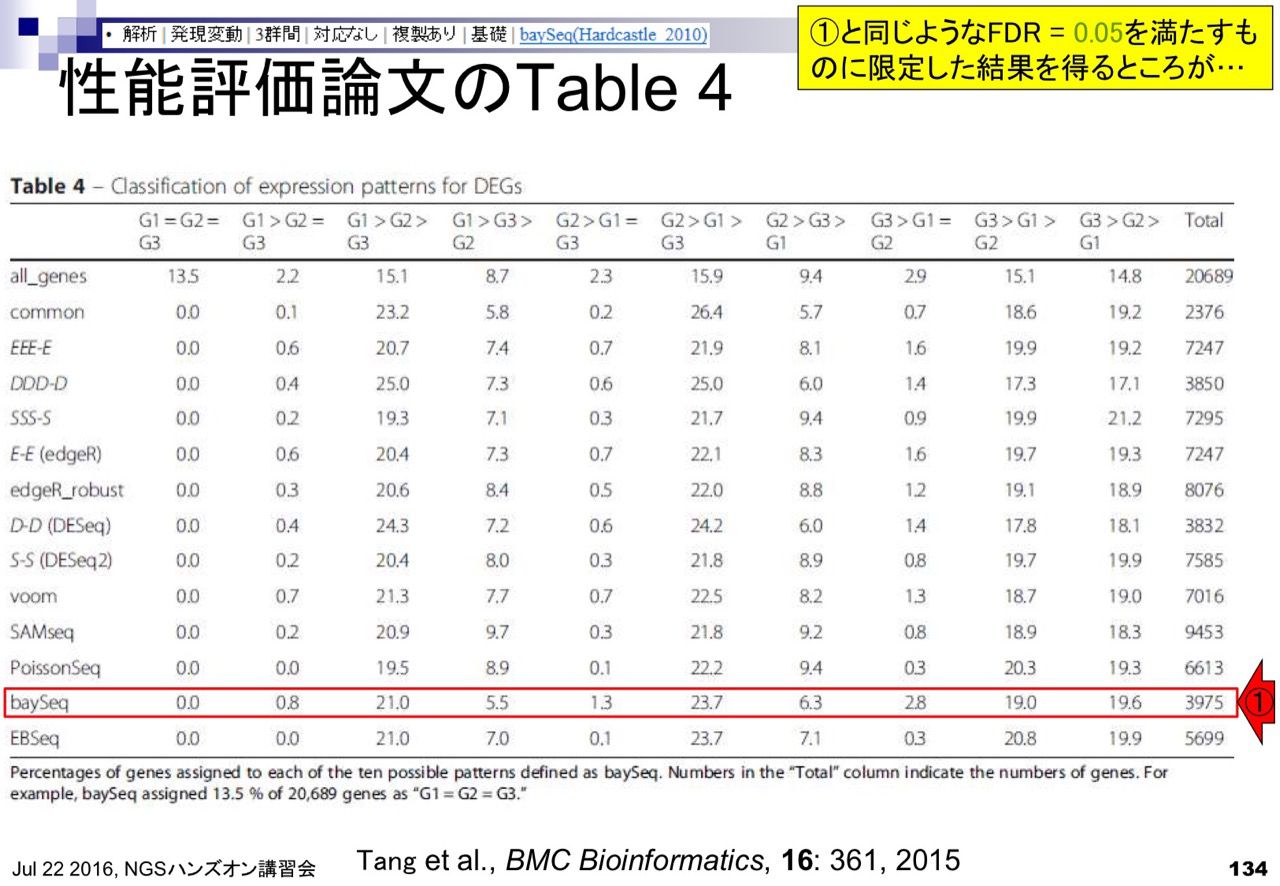 • 解析 | 発現変動 | 3群間 | 対応なし | 複製あり | 基礎 | baySeq(Hardcastle_2010)
性能評価論文のTable 4
①と同じようなFDR = 0.05を満たすも
のに限定した結果を得るところが…
Table 4 – Classification of expression patterns for DEGs
G1 = G2 = G3 G1 > G2 = G3 G1 > G2 > G3 G1 > G3 > G2 G2 > G1 = G3 G2 > G1 > G3 G2 > G3 > G1 G3 > G1 = G2 G3 > G1 > G2 G3 > G2 > G1 Total
all_genes 13.5 2.2 15.1 8.7 2.3 15.9 9.4 2.9 15.1 14.8 20689
common 0.0 0.1 23.2 5.8 0.2 26.4 5.7 0.7 18.6 19.2 2376
EEE-E 0.0 0.6 20.7 7.4 0.7 21.9 8.1 1.6 19.9 19.2 7247
DDD-D 0.0 0.4 25.0 7.3 0.6 25.0 6.0 1.4 17.3 17.1 3850
SSS-S 0.0 0.2 19.3 7.1 0.3 21.7 9.4 0.9 19.9 21.2 7295
E-E (edgeR) 0.0 0.6 20.4 7.3 0.7 22.1 8.3 1.6 19.7 19.3 7247
edgeR_robust 0.0 0.3 20.6 8.4 0.5 22.0 8.8 1.2 19.1 18.9 8076
D-D (DESeq) 0.0 0.4 24.3 7.2 0.6 24.2 6.0 1.4 17.8 18.1 3832
S-S (DESeq2) 0.0 0.2 20.4 8.0 0.3 21.8 8.9 0.8 19.7 19.9 7585
voom 0.0 0.7 21.3 7.7 0.7 22.5 8.2 1.3 18.7 19.0 7016
SAMseq 0.0 0.2 20.9 9.7 0.3 21.8 9.2 0.8 18.9 18.3 9453
PoissonSeq 0.0 0.0 19.5 8.9 0.1 22.2 9.4 0.3 20.3 19.3 6613
baySeq 0.0 0.8 21.0 5.5 1.3 23.7 6.3 2.8 19.0 19.6 3975 ①
EBSeq 0.0 0.0 21.0 7.0 0.1 23.7 7.1 0.3 20.8 19.9 5699
Percentages of genes assigned to each of the ten possible patterns defined as baySeq. Numbers in the “Total” column indicate the numbers of genes. For
example, baySeq assigned 13.5 % of 20,689 genes as “G1 = G2 = G3.”
Jul 22 2016, NGSハンズオン講習会 Tang et al., BMC Bioinformatics, 16: 361, 2015 134